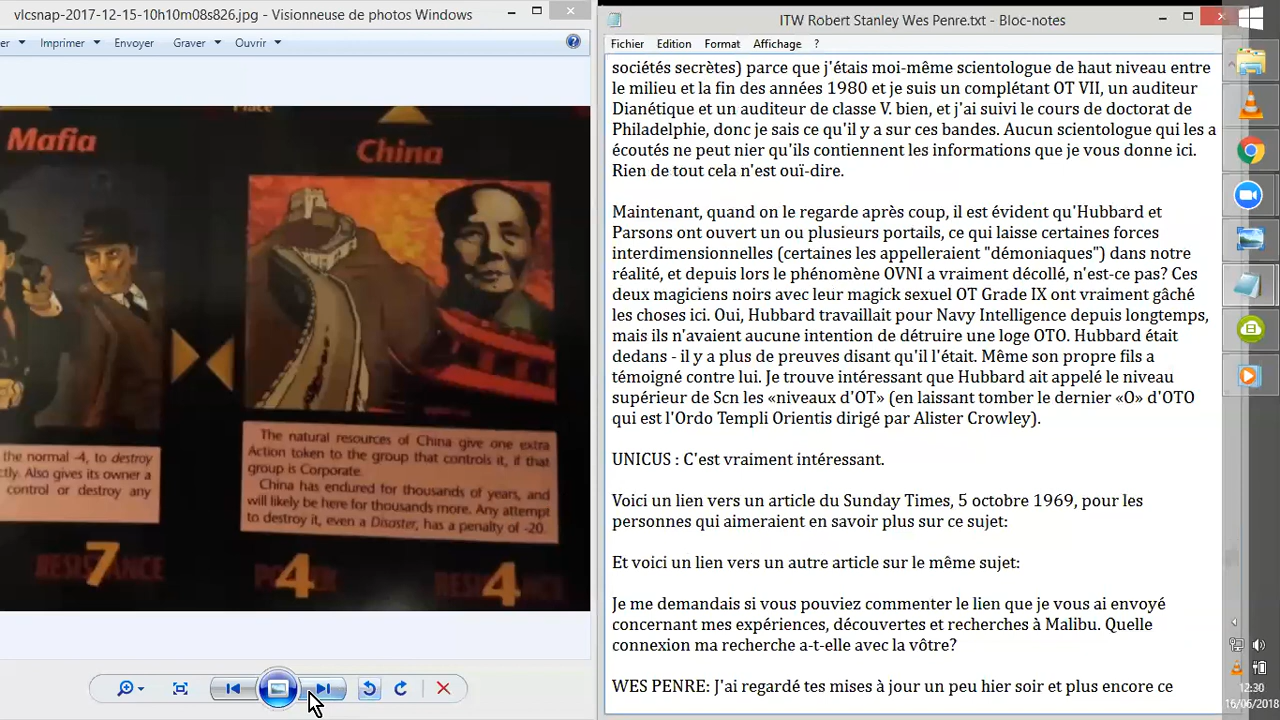 vlcsnap-2017-12-15-10h10m08s826.jpg - Visionneuse de photos Windows
Imprimer Envoyer Graver Ouvrir
Mafia
China
the normal -4, to destroy
Also gives its owner a
control or destroy any
The natural resources of China give one extra
Action token to the group that controls it, if that
group is Corporate.
China has endured for thousands of years, and
will likely be here for thousands more. Any attempt
to destroy it, even a Disaster, has a penalty of -20.
7
4
4
ITW Robert Stanley Wes Penre.txt - Bloc-notes
Fichier Edition Format Affichage ?
sociétés secrètes) parce que j'étais moi-même scientologue de haut niveau entre
le milieu et la fin des années 1980 et je suis un complétant OT VII, un auditeur
Dianétique et un auditeur de classe V. bien, et j'ai suivi le cours de doctorat de
Philadelphie, donc je sais ce qu'il y a sur ces bandes. Aucun scientologue qui les a
écoutés ne peut nier qu'ils contiennent les informations que je vous donne ici.
Rien de tout cela n'est ouï-dire.
Maintenant, quand on le regarde après coup, il est évident qu'Hubbard et
Parsons ont ouvert un ou plusieurs portails, ce qui laisse certaines forces
interdimensionnelles (certaines les appelleraient "démoniaques") dans notre
réalité, et depuis lors le phénomène OVNI a vraiment décollé, n'est-ce pas? Ces
deux magiciens noirs avec leur magick sexuel OT Grade IX ont vraiment gâché
les choses ici. Oui, Hubbard travaillait pour Navy Intelligence depuis longtemps,
mais ils n'avaient aucune intention de détruire une loge OTO. Hubbard était
dedans - il y a plus de preuves disant qu'il l'était. Même son propre fils a
témoigné contre lui. Je trouve intéressant que Hubbard ait appelé le niveau
supérieur de Scn les «niveaux d'OT» (en laissant tomber le dernier «O» d'OTO
qui est l'Ordo Templi Orientis dirigé par Alister Crowley).
UNICUS : C'est vraiment intéressant.
Voici un lien vers un article du Sunday Times, 5 octobre 1969, pour les
personnes qui aimeraient en savoir plus sur ce sujet:
Et voici un lien vers un autre article sur le même sujet:
Je me demandais si vous pouviez commenter le lien que je vous ai envoyé
concernant mes expériences, découvertes et recherches à Malibu. Quelle
connexion ma recherche a-t-elle avec la vôtre?
WES PENRE: J'ai regardé tes mises à jour un peu hier soir et plus encore ce
12:30
16/06/2018